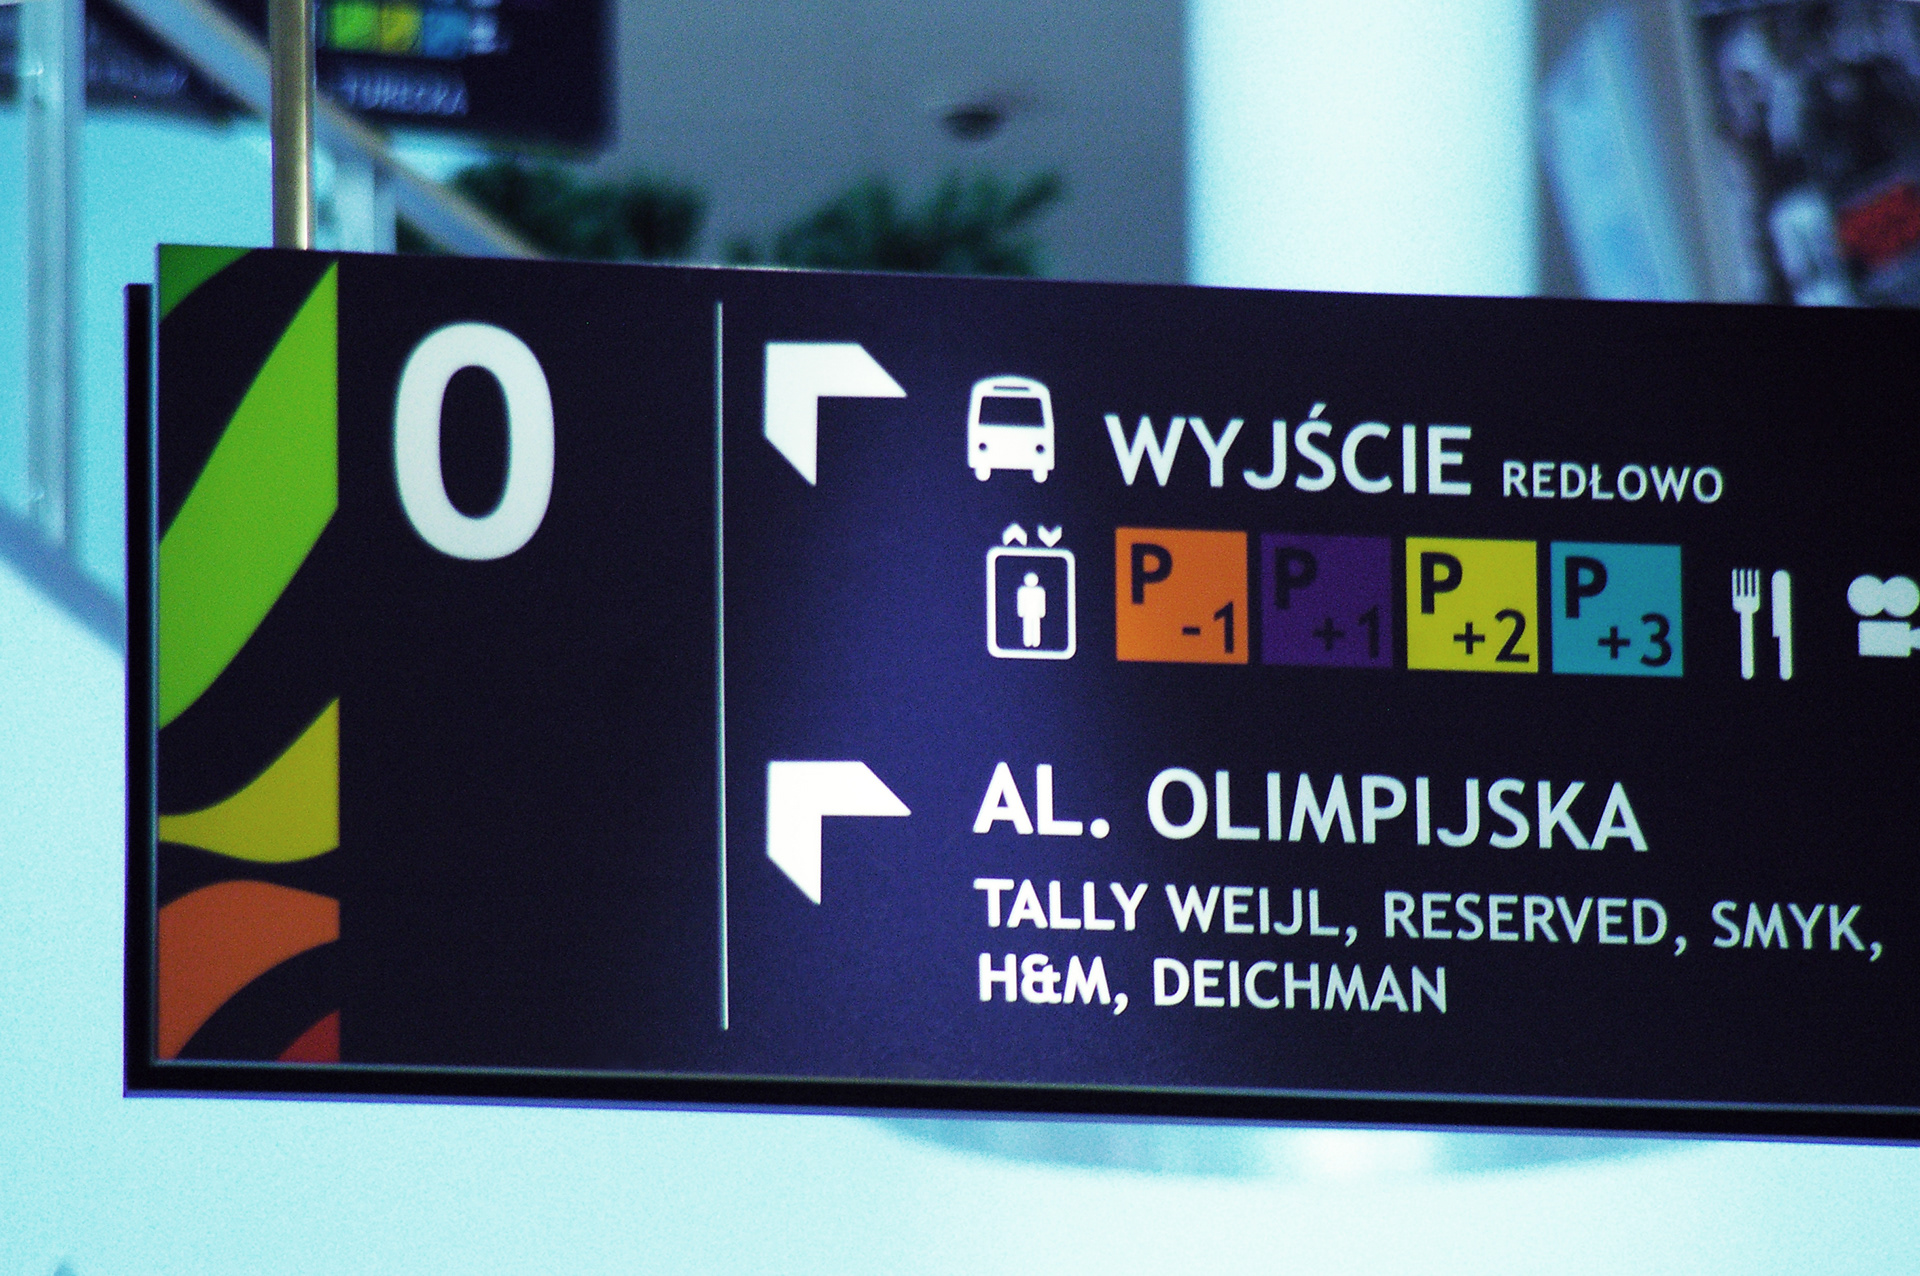 0
WYJŚCIE REDŁOWO
P -1 P +1 P +2 P +3
AL. OLIMPIJSKA
TALLY WEIJL, RESERVED, SMYK,
H&M, DEICHMAN